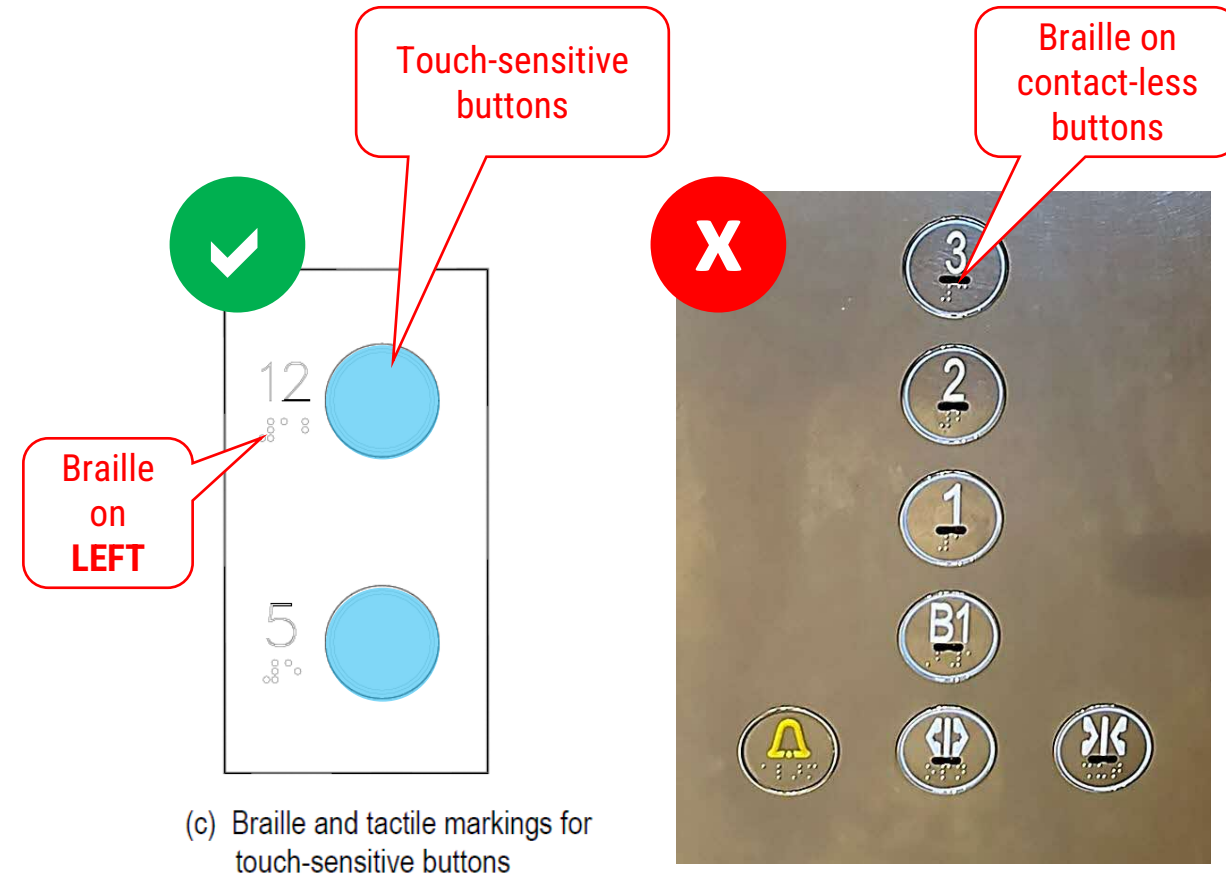 Touch-sensitive
buttons
Braille on
contact-less
buttons
X
12
Braille
on
LEFT
5
3
2
1
B1
(c) Braille and tactile markings for
touch-sensitive buttons